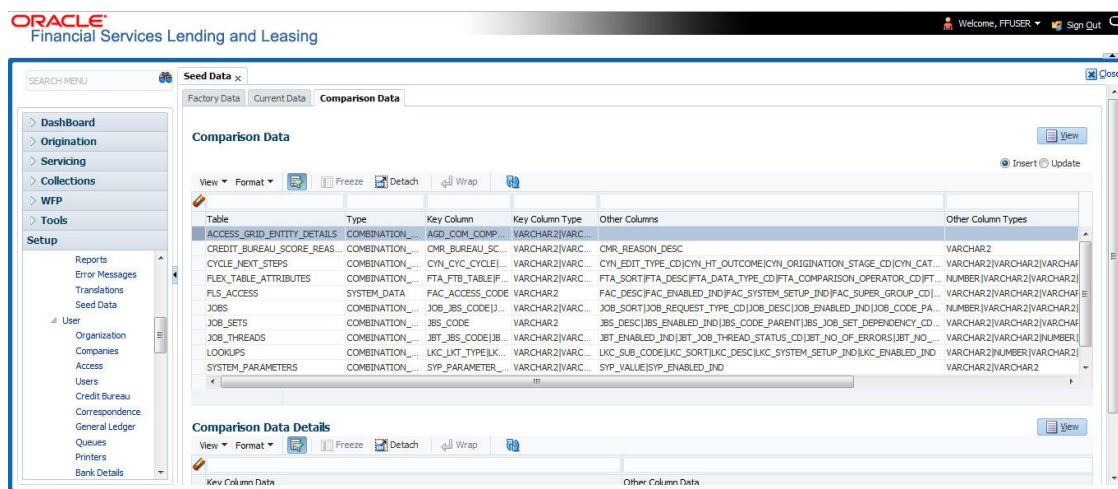 ORACLE
Financial Services Lending and Leasing
Welcome, FFUSER Sign Out
SEARCH MENU
Seed Data x
Close
Factory Data Current Data Comparison Data
DashBoard
Origination
Servicing
Collections
WFP
Tools
Setup
Reports
Error Messages
Translations
Seed Data
User
Organization
Companies
Access
Users
Credit Bureau
Correspondence
General Ledger
Queues
Printers
Bank Details
Comparison Data
View
Insert Update
View Format Freeze Detach Wrap
Table Type Key Column Key Column Type Other Columns Other Column Types
ACCESS_GRID_ENTITY_DETAILS COMBINATION_... AGD_COM_COMP... VARCHAR2|VARC...
CREDIT_BUREAU_SCORE_REAS... COMBINATION_... CMR_BUREAU_SC... VARCHAR2|VARC... CMR_REASON_DESC VARCHAR2
CYCLE_NEXT_STEPS COMBINATION_... CYN_CYC_CYCLE|... VARCHAR2|VARC... CYN_EDIT_TYPE_CD|CYN_HT_OUTCOME|CYN_ORIGINATION_STAGE_CD|CYN_CAT... VARCHAR2|VARCHAR2|VARCHAR
FLEX_TABLE_ATTRIBUTES COMBINATION_... FTA_FTB_TABLE|F... VARCHAR2|VARC... FTA_SORT|FTA_DESC|FTA_DATA_TYPE_CD|FTA_COMPARISON_OPERATOR_CD|FT... NUMBER|VARCHAR2|VARCHAR2|
FLS_ACCESS SYSTEM_DATA FAC_ACCESS_CODE VARCHAR2 FAC_DESC|FAC_ENABLED_IND|FAC_SYSTEM_SETUP_IND|FAC_SUPER_GROUP_CD|... VARCHAR2|VARCHAR2|VARCHAR
JOBS COMBINATION_... JOB_JBS_CODE|J... VARCHAR2|VARC... JOB_SORT|JOB_REQUEST_TYPE_CD|JOB_DESC|JOB_ENABLED_IND|JOB_CODE_PA... NUMBER|VARCHAR2|VARCHAR2|
JOB_SETS COMBINATION_... JBS_CODE VARCHAR2 JBS_DESC|JBS_ENABLED_IND|JBS_CODE_PARENT|JBS_JOB_SET_DEPENDENCY_CD... VARCHAR2|VARCHAR2|VARCHAR
JOB_THREADS COMBINATION_... JBT_JBS_CODE|JB... VARCHAR2|VARC... JBT_ENABLED_IND|JBT_JOB_THREAD_STATUS_CD|JBT_NO_OF_ERRORS|JBT_NO_... VARCHAR2|VARCHAR2|NUMBER|
LOOKUPS COMBINATION_... LKC_LKT_TYPE|LK... VARCHAR2|VARC... LKC_SUB_CODE|LKC_SORT|LKC_DESC|LKC_SYSTEM_SETUP_IND|LKC_ENABLED_IND VARCHAR2|NUMBER|VARCHAR2|
SYSTEM_PARAMETERS COMBINATION_... SYP_PARAMETER_... VARCHAR2|VARC... SYP_VALUE|SYP_ENABLED_IND VARCHAR2|VARCHAR2
Comparison Data Details
View
View Format Freeze Detach Wrap
Key Column Data Other Column Data